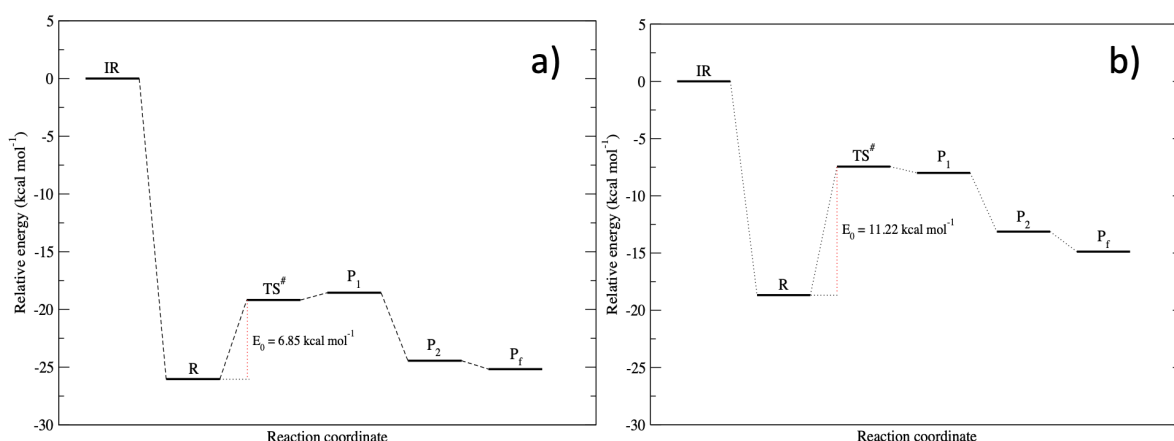 a)
5
0
-5
-10
-15
-20
-25
-30
Relative energy (kcal mol⁻¹)
IR
R
TS^#
P₁
P₂
P_f
E₀ = 6.85 kcal mol⁻¹
Reaction coordinate
b)
5
0
-5
-10
-15
-20
-25
-30
Relative energy (kcal mol⁻¹)
IR
R
TS^#
P₁
P₂
P_f
E₀ = 11.22 kcal mol⁻¹
Reaction coordinate